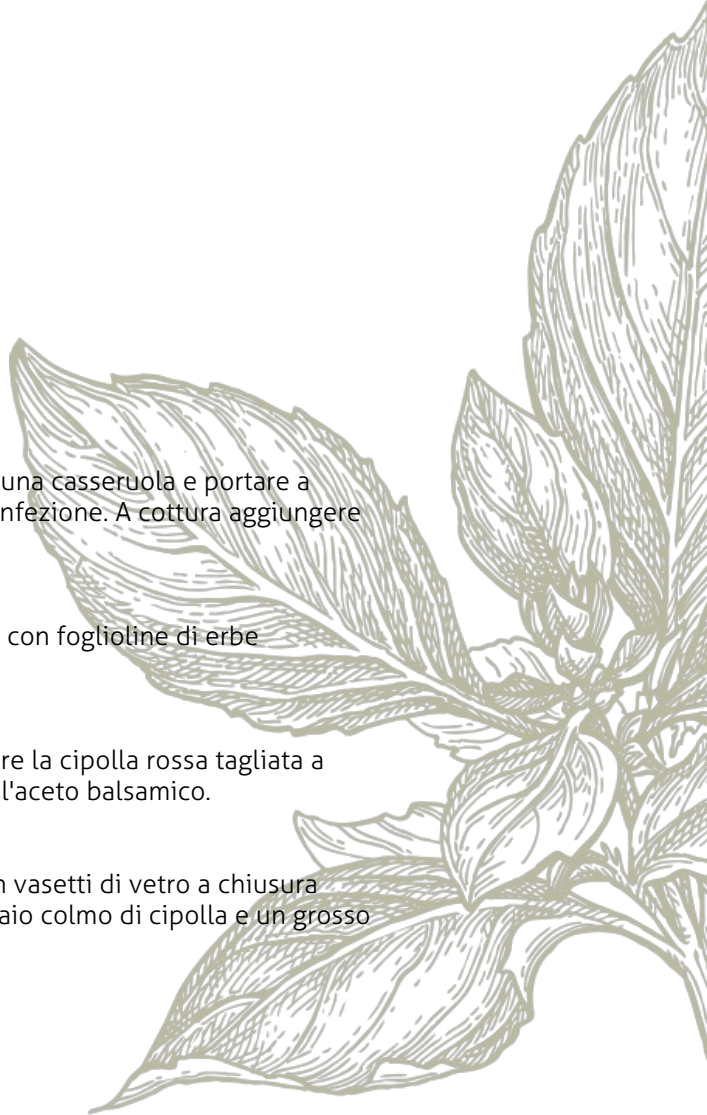 una casseruola e portare a
nfezione. A cottura aggiungere
con foglioline di erbe
re la cipolla rossa tagliata a
l'aceto balsamico.
n vasetti di vetro a chiusura
aio colmo di cipolla e un grosso